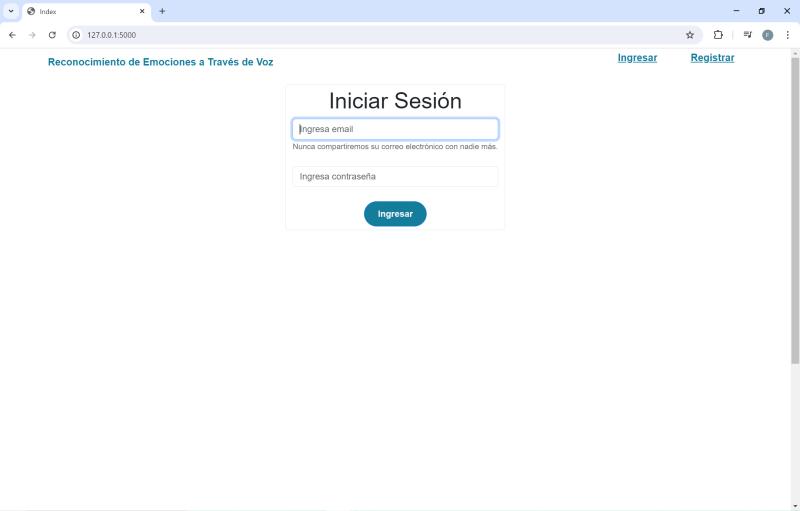 Index
127.0.0.1:5000
F
Reconocimiento de Emociones a Través de Voz
Ingresar
Registrar
Iniciar Sesión
Ingresa email
Nunca compartiremos su correo electrónico con nadie más.
Ingresa contraseña
Ingresar